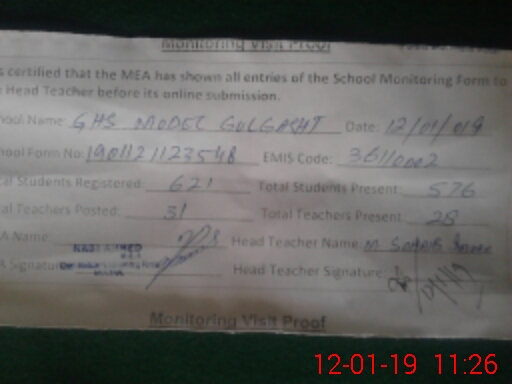 Monitoring Visit Proof
s certified that the MEA has shown all entries of the School Monitoring Form to
Head Teacher before its online submission.
hool Name: GHS MODEL GULGASHT Date: 12/01/019
hool Form No: 190112112354B EMIS Code: 36110002
al Students Registered: 621 Total Students Present: 576
al Teachers Posted: 31 Total Teachers Present 28
A Name: Head Teacher Name: M.
A Signature Head Teacher Signature:
Monitoring Visit Proof
12-01-19 11:26